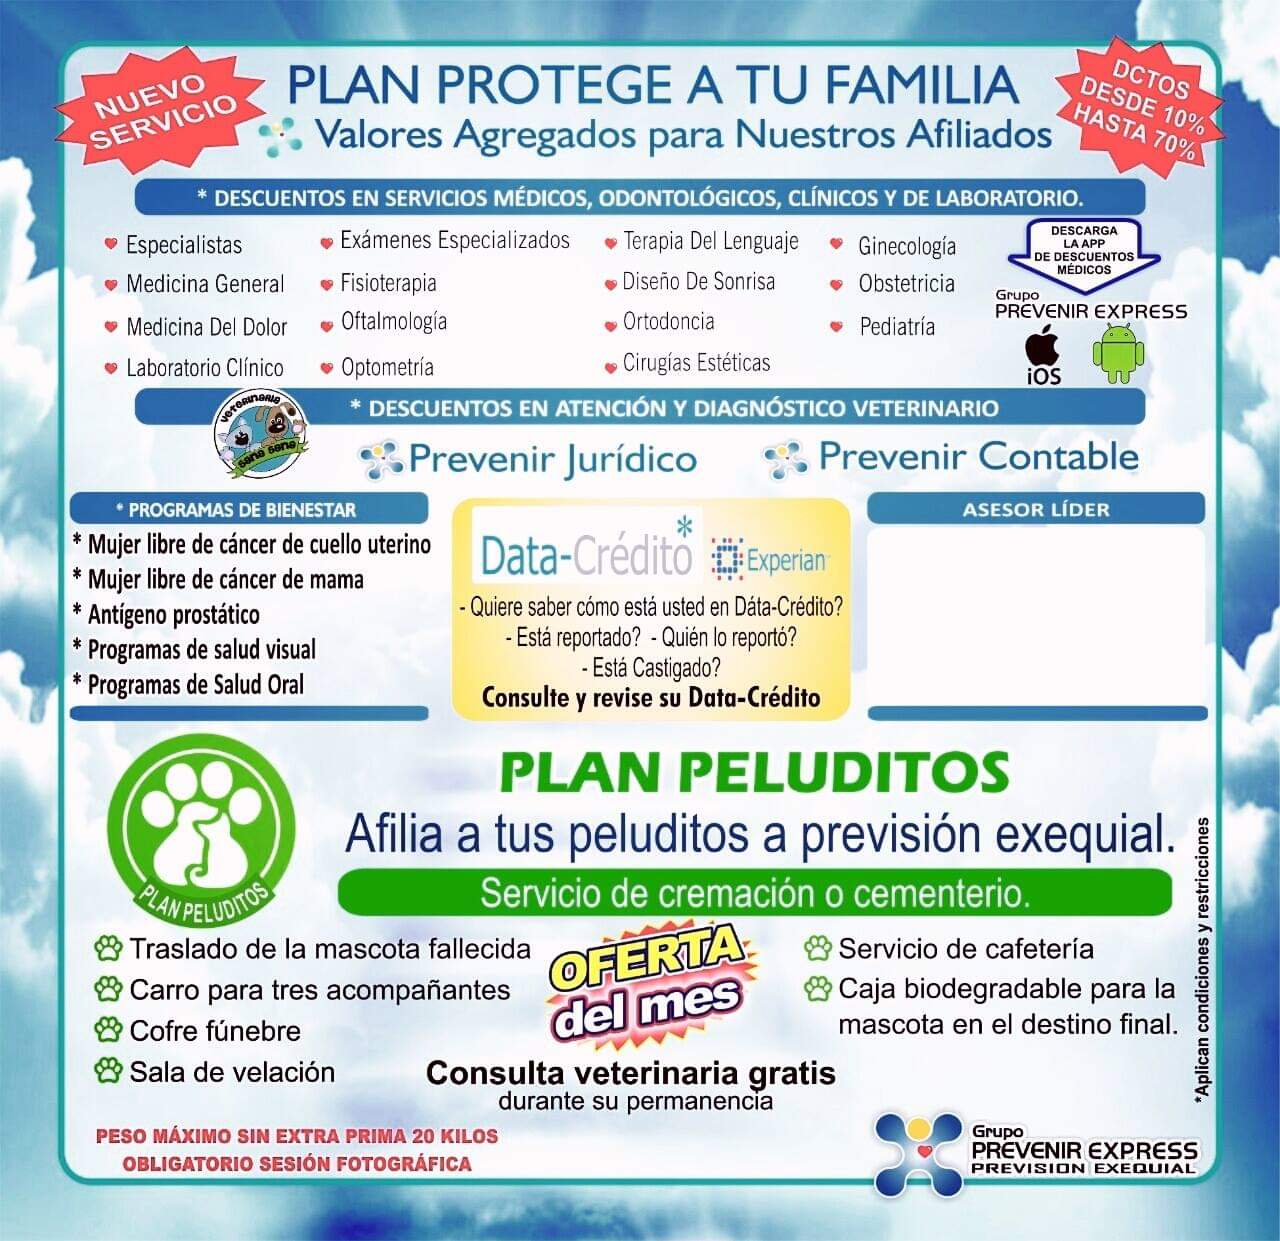 NUEVO
SERVICIO
PLAN PROTEGE A TU FAMILIA
Valores Agregados para Nuestros Afiliados
DCTOS
DESDE 10%
HASTA 70%
* DESCUENTOS EN SERVICIOS MÉDICOS, ODONTOLÓGICOS, CLÍNICOS Y DE LABORATORIO.
Especialistas
Medicina General
Medicina Del Dolor
Laboratorio Clínico
Exámenes Especializados
Fisioterapia
Oftalmología
Optometría
Terapia Del Lenguaje
Diseño De Sonrisa
Ortodoncia
Cirugías Estéticas
Ginecología
Obstetricia
Pediatría
DESCARGA
LA APP
DE DESCUENTOS
MÉDICOS
Grupo
PREVENIR EXPRESS
iOS
veterinaria
sana sana
* DESCUENTOS EN ATENCIÓN Y DIAGNÓSTICO VETERINARIO
Prevenir Jurídico
Prevenir Contable
* PROGRAMAS DE BIENESTAR
* Mujer libre de cáncer de cuello uterino
* Mujer libre de cáncer de mama
* Antígeno prostático
* Programas de salud visual
* Programas de Salud Oral
Data-Crédito*
Experian
- Quiere saber cómo está usted en Dáta-Crédito?
- Está reportado? - Quién lo reportó?
- Está Castigado?
Consulte y revise su Data-Crédito
ASESOR LÍDER
PLAN PELUDITOS
PLAN PELUDITOS
Afilia a tus peluditos a previsión exequial.
Servicio de cremación o cementerio.
Traslado de la mascota fallecida
Carro para tres acompañantes
Cofre fúnebre
Sala de velación
OFERTA
del mes
Consulta veterinaria gratis
durante su permanencia
Servicio de cafetería
Caja biodegradable para la
mascota en el destino final.
*Aplican condiciones y restricciones
PESO MÁXIMO SIN EXTRA PRIMA 20 KILOS
OBLIGATORIO SESIÓN FOTOGRÁFICA
Grupo
PREVENIR EXPRESS
PREVISION EXEQUIAL